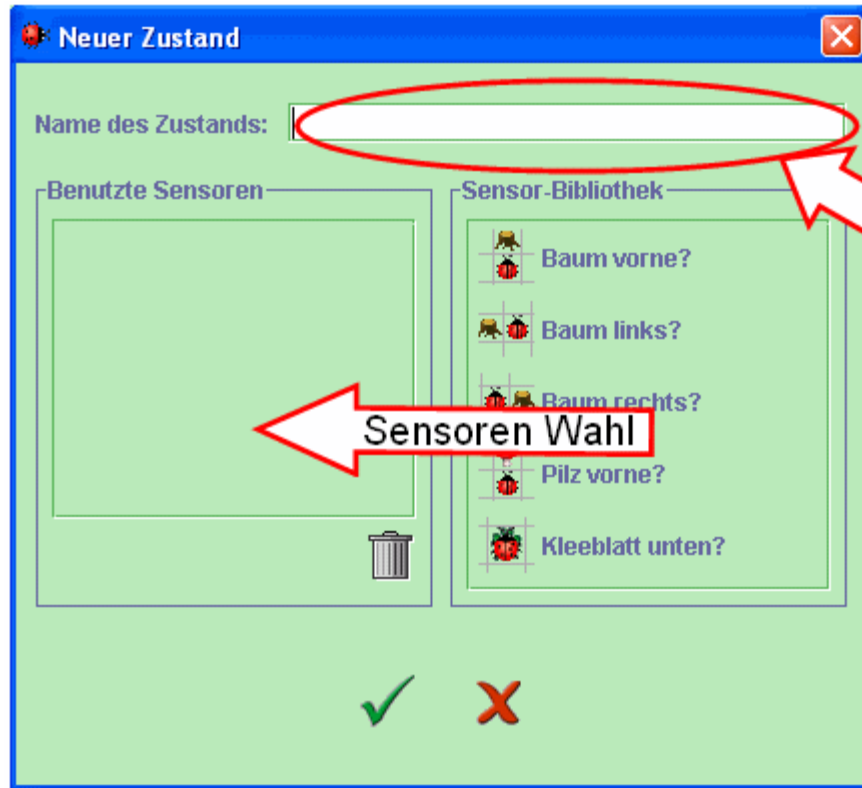 Neuer Zustand
Name des Zustands:
Benutzte Sensoren
Sensor-Bibliothek
Baum vorne?
Baum links?
Baum rechts?
Sensoren Wahl
Pilz vorne?
Kleeblatt unten?